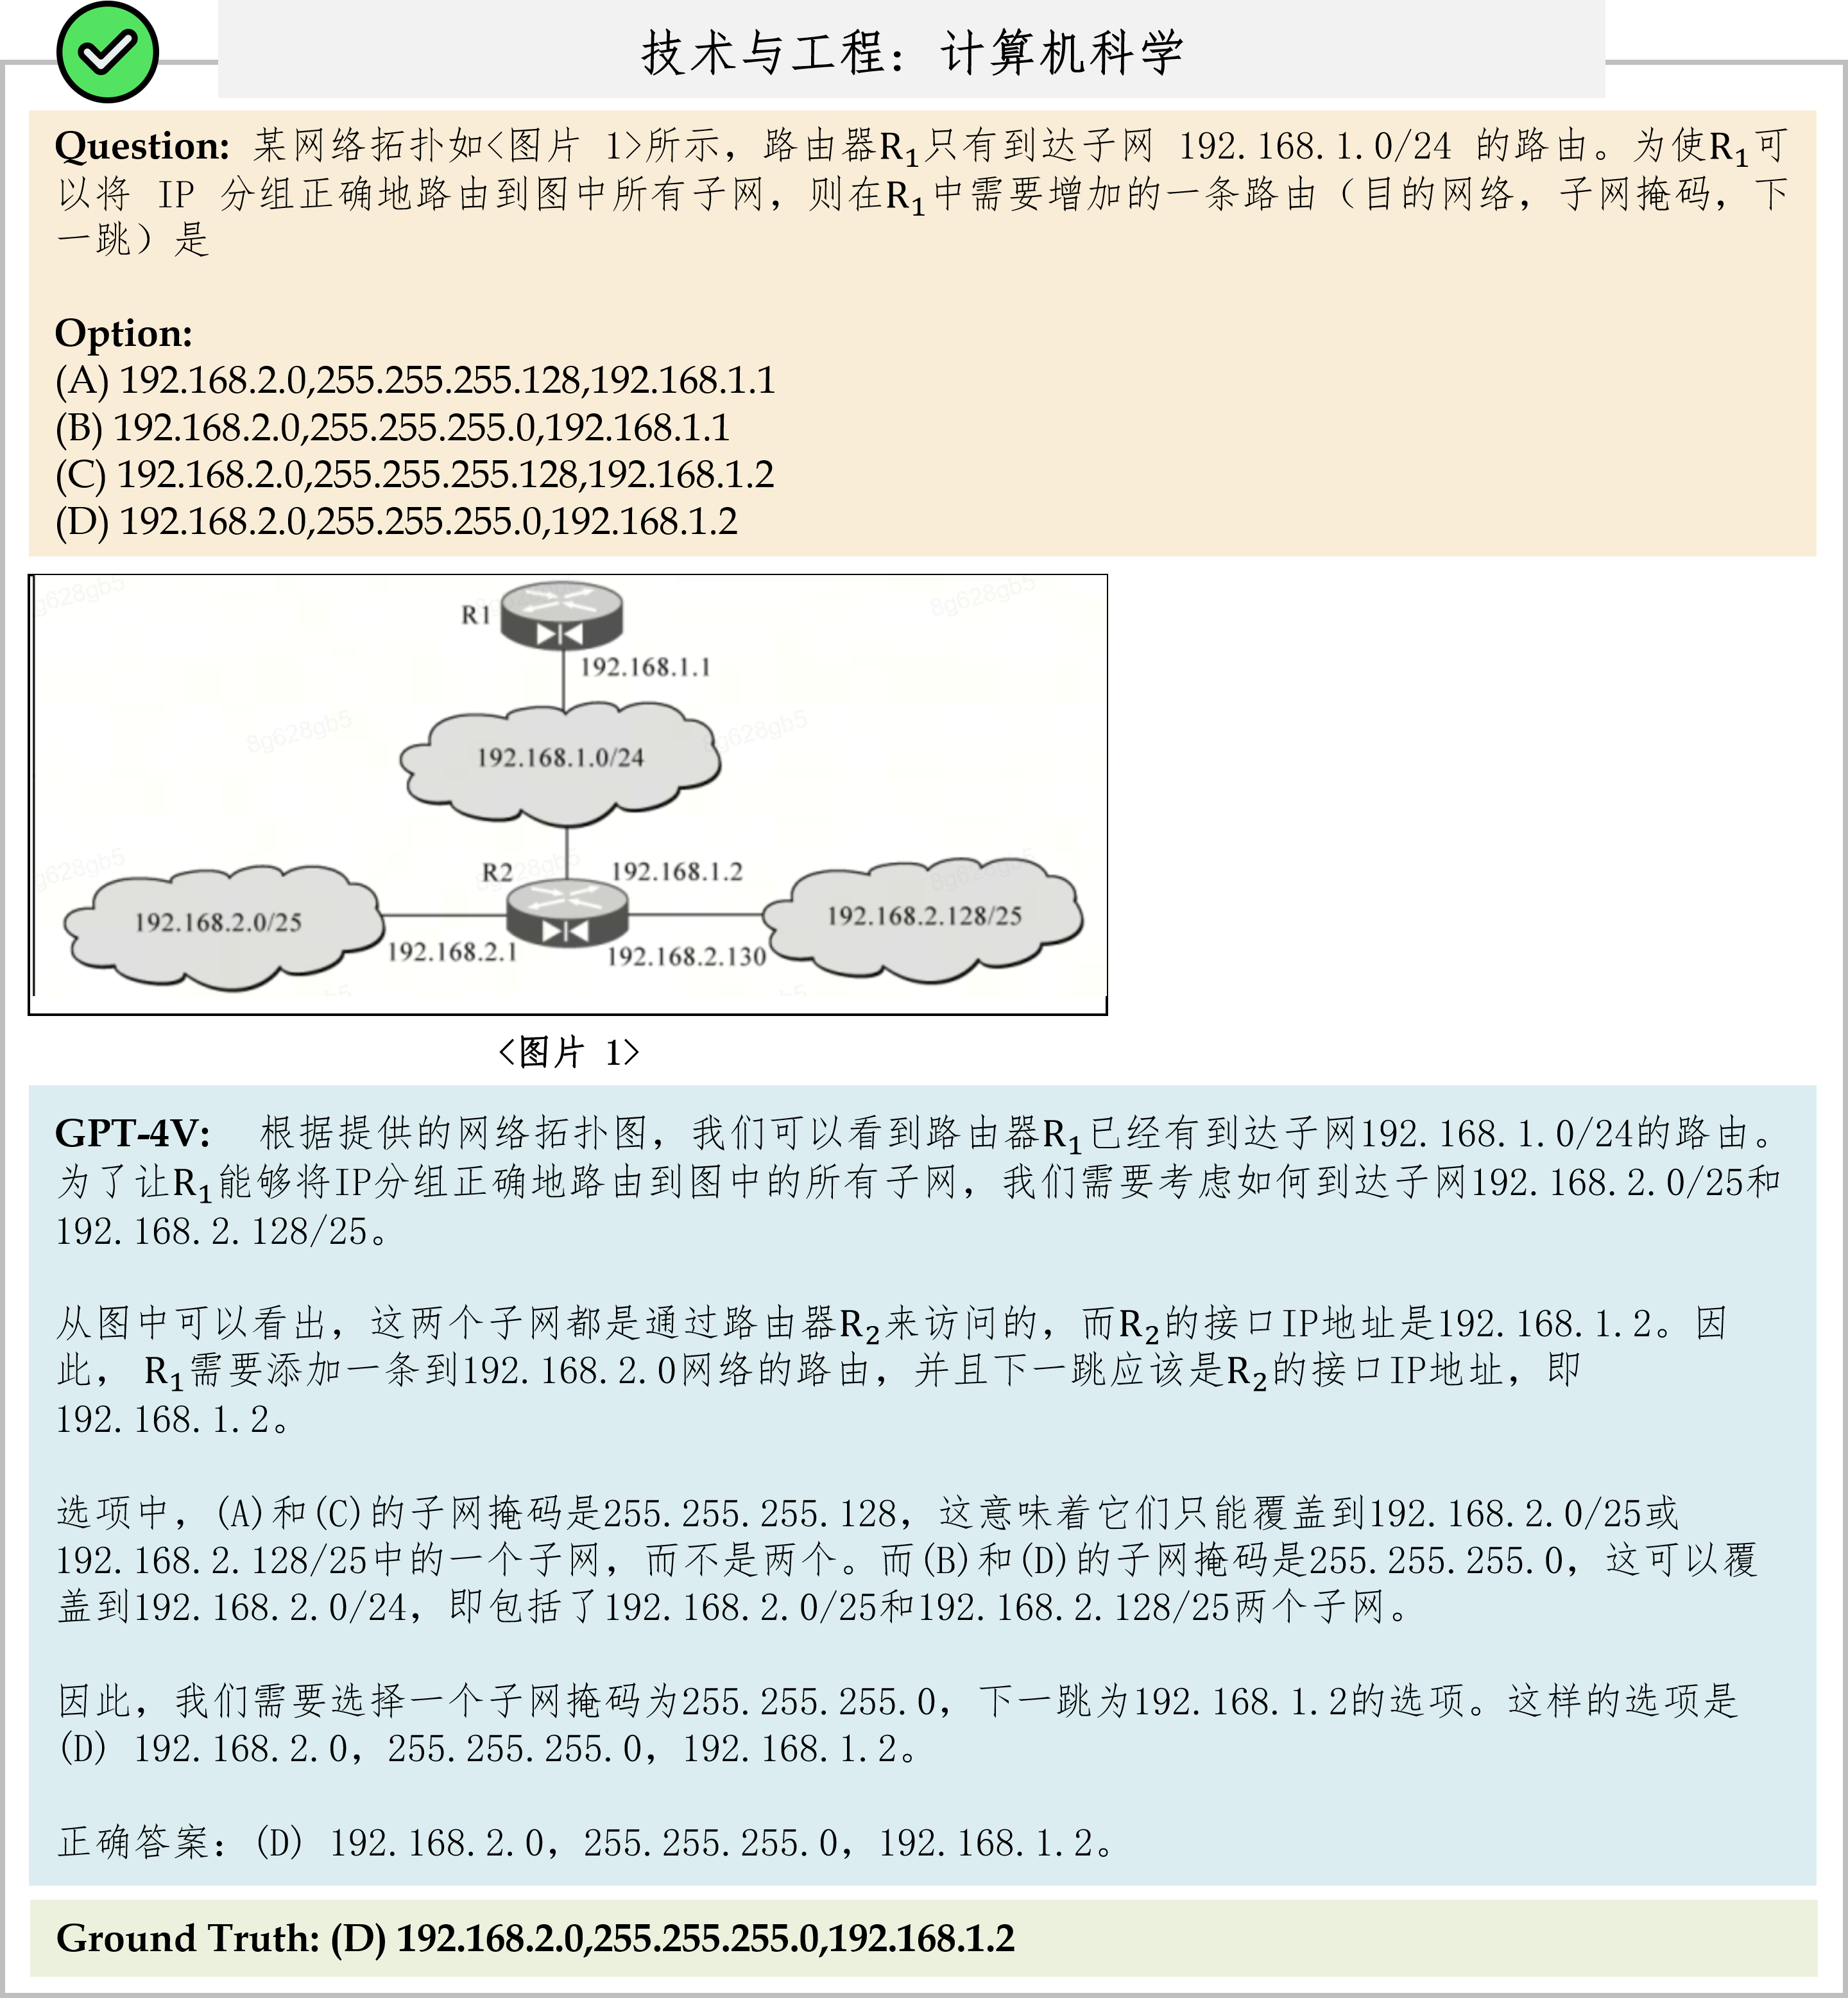 技术与工程：计算机科学
Question: 某网络拓扑如<图片 1>所示，路由器R₁只有到达子网 192.168.1.0/24 的路由。为使R₁可
以将 IP 分组正确地路由到图中所有子网，则在R₁中需要增加的一条路由（目的网络，子网掩码，下
一跳）是
Option:
(A) 192.168.2.0,255.255.255.128,192.168.1.1
(B) 192.168.2.0,255.255.255.0,192.168.1.1
(C) 192.168.2.0,255.255.255.128,192.168.1.2
(D) 192.168.2.0,255.255.255.0,192.168.1.2
8g628gb5
8g628gb5
R1
192.168.1.1
8g628gb5
8g628gb5
192.168.1.0/24
8g628gb5
8g628gb5
8g628gb5
R2
192.168.1.2
192.168.2.0/25
192.168.2.128/25
192.168.2.1
192.168.2.130
<图片 1>
GPT-4V: 根据提供的网络拓扑图，我们可以看到路由器R₁已经有到达子网192.168.1.0/24的路由。
为了让R₁能够将IP分组正确地路由到图中的所有子网，我们需要考虑如何到达子网192.168.2.0/25和
192.168.2.128/25。
从图中可以看出，这两个子网都是通过路由器R₂来访问的，而R₂的接口IP地址是192.168.1.2。因
此， R₁需要添加一条到192.168.2.0网络的路由，并且下一跳应该是R₂的接口IP地址，即
192.168.1.2。
选项中，(A)和(C)的子网掩码是255.255.255.128，这意味着它们只能覆盖到192.168.2.0/25或
192.168.2.128/25中的一个子网，而不是两个。而(B)和(D)的子网掩码是255.255.255.0，这可以覆
盖到192.168.2.0/24，即包括了192.168.2.0/25和192.168.2.128/25两个子网。
因此，我们需要选择一个子网掩码为255.255.255.0，下一跳为192.168.1.2的选项。这样的选项是
(D) 192.168.2.0，255.255.255.0，192.168.1.2。
正确答案：(D) 192.168.2.0，255.255.255.0，192.168.1.2。
Ground Truth: (D) 192.168.2.0,255.255.255.0,192.168.1.2